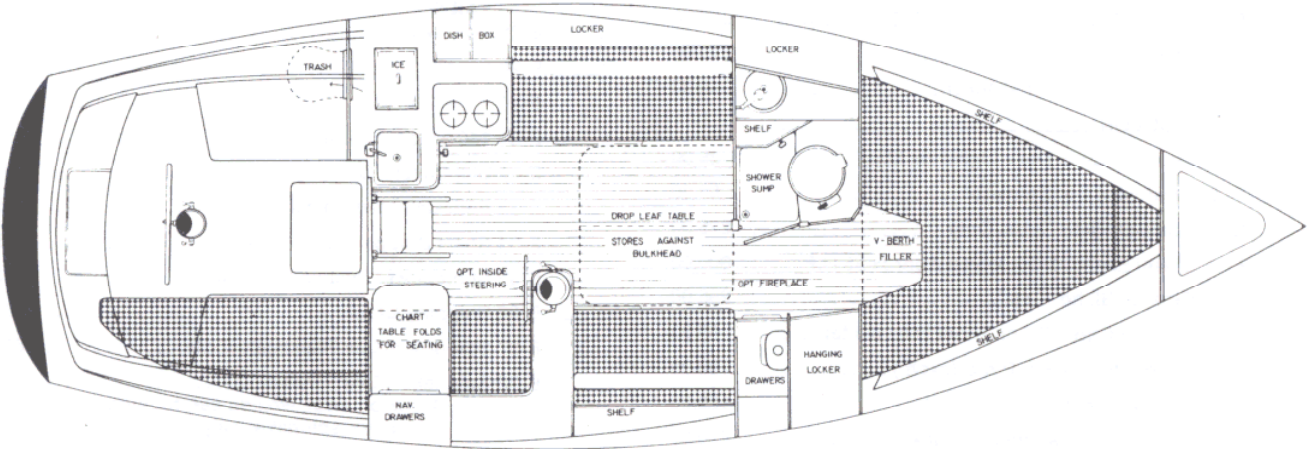 DISH BOX
LOCKER
LOCKER
TRASH
ICE
SHELF
SHELF
SHOWER
SUMP
DROP LEAF TABLE
STORES AGAINST
BULKHEAD
V-BERTH
FILLER
OPT. INSIDE
STEERING
OPT FIREPLACE
CHART
TABLE FOLDS
FOR SEATING
HANGING
LOCKER
DRAWERS
SHELF
NAV.
DRAWERS
SHELF